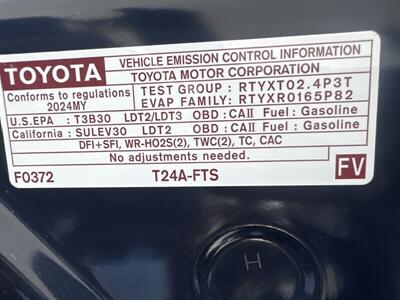 TOYOTA
VEHICLE EMISSION CONTROL INFORMATION
TOYOTA MOTOR CORPORATION
Conforms to regulations
2024MY
TEST GROUP : RTYXT02.4P3T
EVAP FAMILY: RTYXR0165P82
U.S.EPA : T3B30 LDT2/LDT3 OBD : CAII Fuel : Gasoline
California : SULEV30 LDT2 OBD : CAII Fuel : Gasoline
DFI+SFI, WR-HO2S(2), TWC(2), TC, CAC
No adjustments needed.
F0372 T24A-FTS FV
H